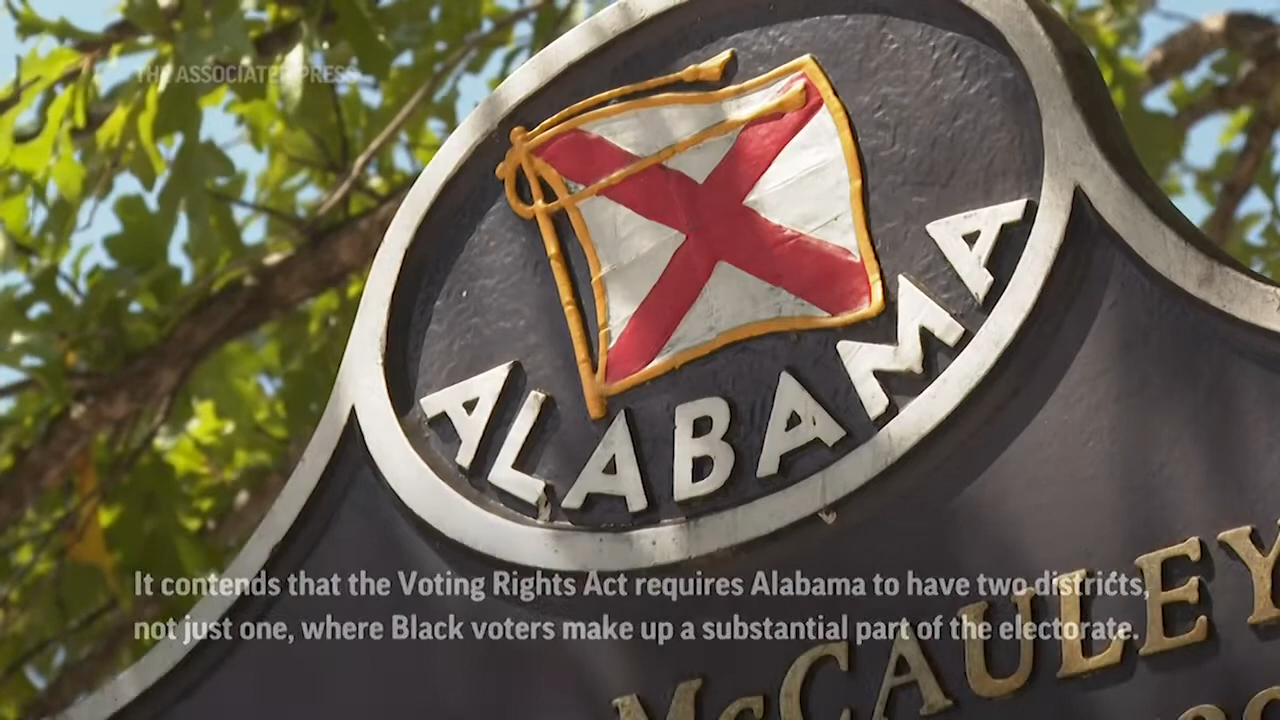 THE ASSOCIATED PRESS
ALABAMA
It contends that the Voting Rights Act requires Alabama to have two districts,
not just one, where Black voters make up a substantial part of the electorate.
McCAULEY